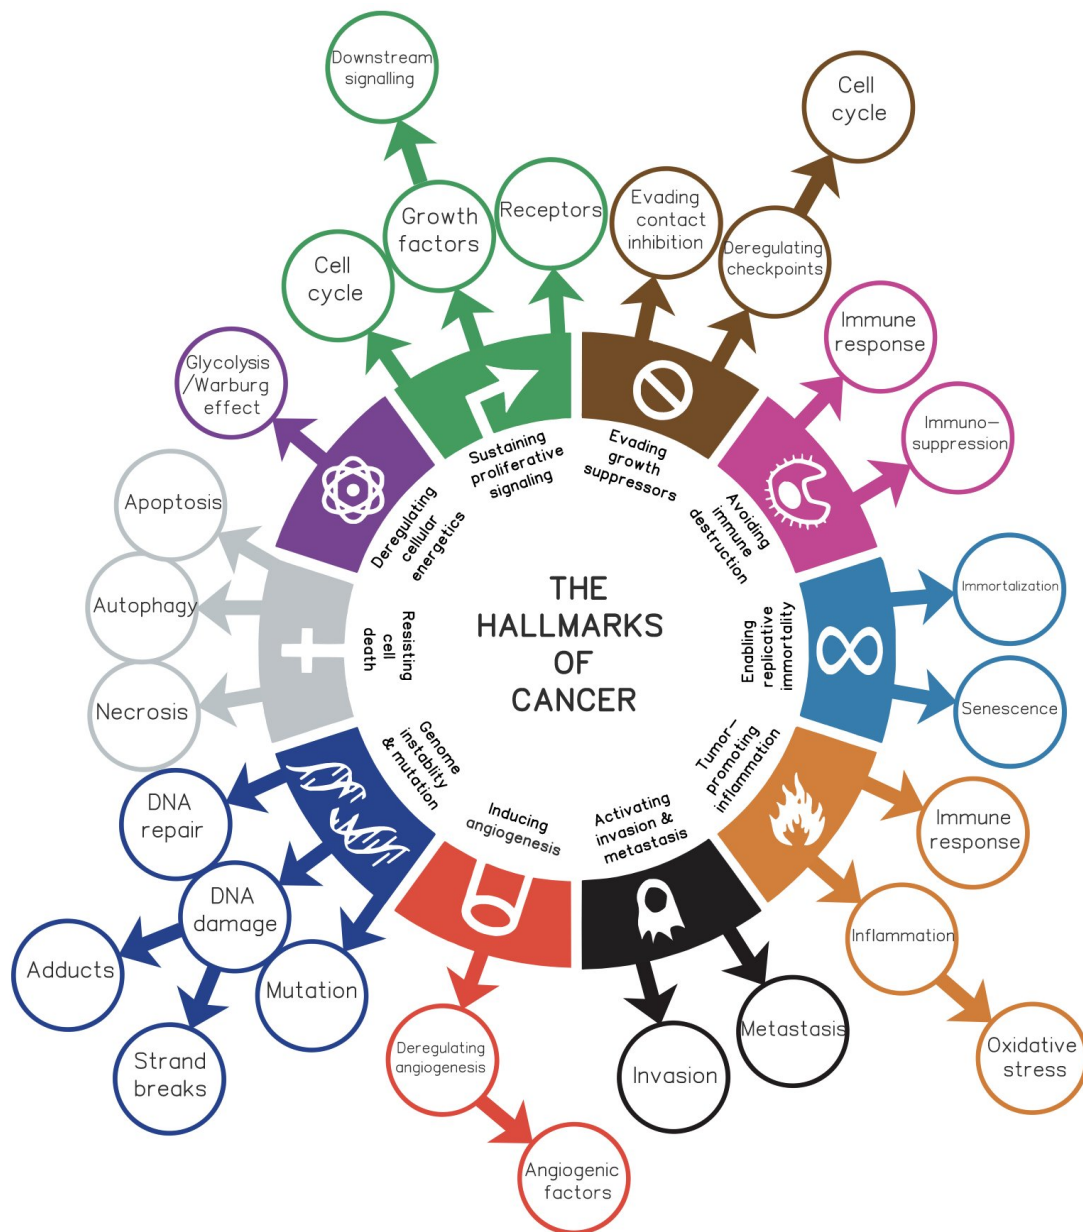 THE
HALLMARKS
OF
CANCER
Sustaining
proliferative
signaling
Cell
cycle
Growth
factors
Downstream
signalling
Receptors
Evading
growth
suppressors
Evading
contact
inhibition
Deregulating
checkpoints
Cell
cycle
Avoiding
immune
destruction
Immune
response
Immuno-
suppression
Enabling
replicative
immortality
Immortalization
Senescence
Tumor-
promoting
inflammation
Immune
response
Inflammation
Oxidative
stress
Activating
invasion &
metastasis
Metastasis
Invasion
Inducing
angiogenesis
Deregulating
angiogenesis
Angiogenic
factors
Genome
instablity
& mutation
DNA
repair
DNA
damage
Adducts
Strand
breaks
Mutation
Resisting
cell
death
Apoptosis
Autophagy
Necrosis
Deregulating
cellular
energetics
Glycolysis
/Warburg
effect